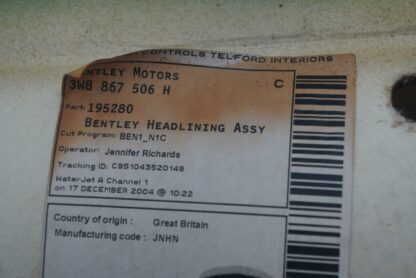 CONTROLS TELFORD INTERIORS
BENTLEY MOTORS
3W8 867 506 H C
Part: 195280
BENTLEY HEADLINING ASSY
Cut Program: BEN1_N1C
Operator: Jennifer Richards
Tracking ID: C951043520149
WaterJet A Channel 1
on 17 DECEMBER 2004 @ 10:22
Country of origin : Great Britain
Manufacturing code : JNHN